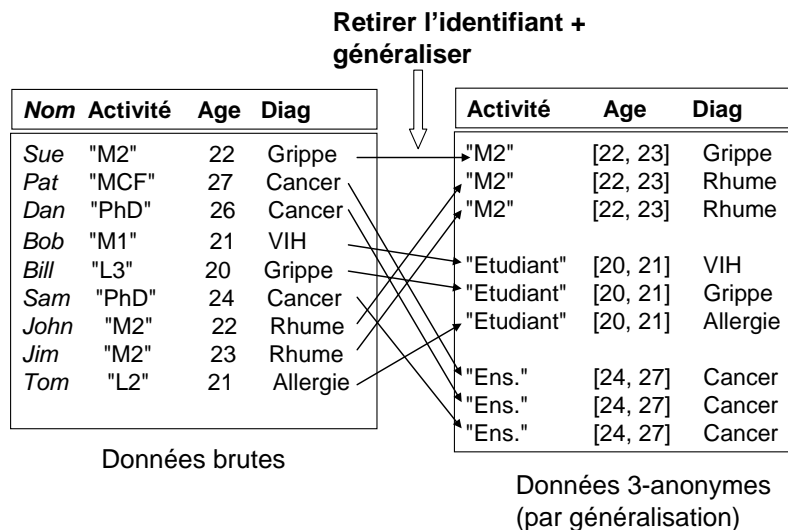 Retirer l'identifiant +
généraliser
Nom Activité Age Diag
Sue "M2" 22 Grippe
Pat "MCF" 27 Cancer
Dan "PhD" 26 Cancer
Bob "M1" 21 VIH
Bill "L3" 20 Grippe
Sam "PhD" 24 Cancer
John "M2" 22 Rhume
Jim "M2" 23 Rhume
Tom "L2" 21 Allergie
Données brutes
Activité Age Diag
"M2" [22, 23] Grippe
"M2" [22, 23] Rhume
"M2" [22, 23] Rhume
"Etudiant" [20, 21] VIH
"Etudiant" [20, 21] Grippe
"Etudiant" [20, 21] Allergie
"Ens." [24, 27] Cancer
"Ens." [24, 27] Cancer
"Ens." [24, 27] Cancer
Données 3-anonymes
(par généralisation)